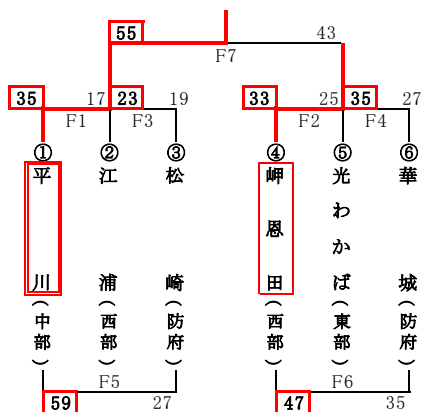 55 43
F7
35 17 23 19 33 25 35 27
F1 F3 F2 F4
① ② ③ ④ ⑤ ⑥
平川(中部)
江浦(西部)
松崎(防府)
岬恩田(西部)
光わかば(東部)
華城(防府)
F5 F6
59 27 47 35